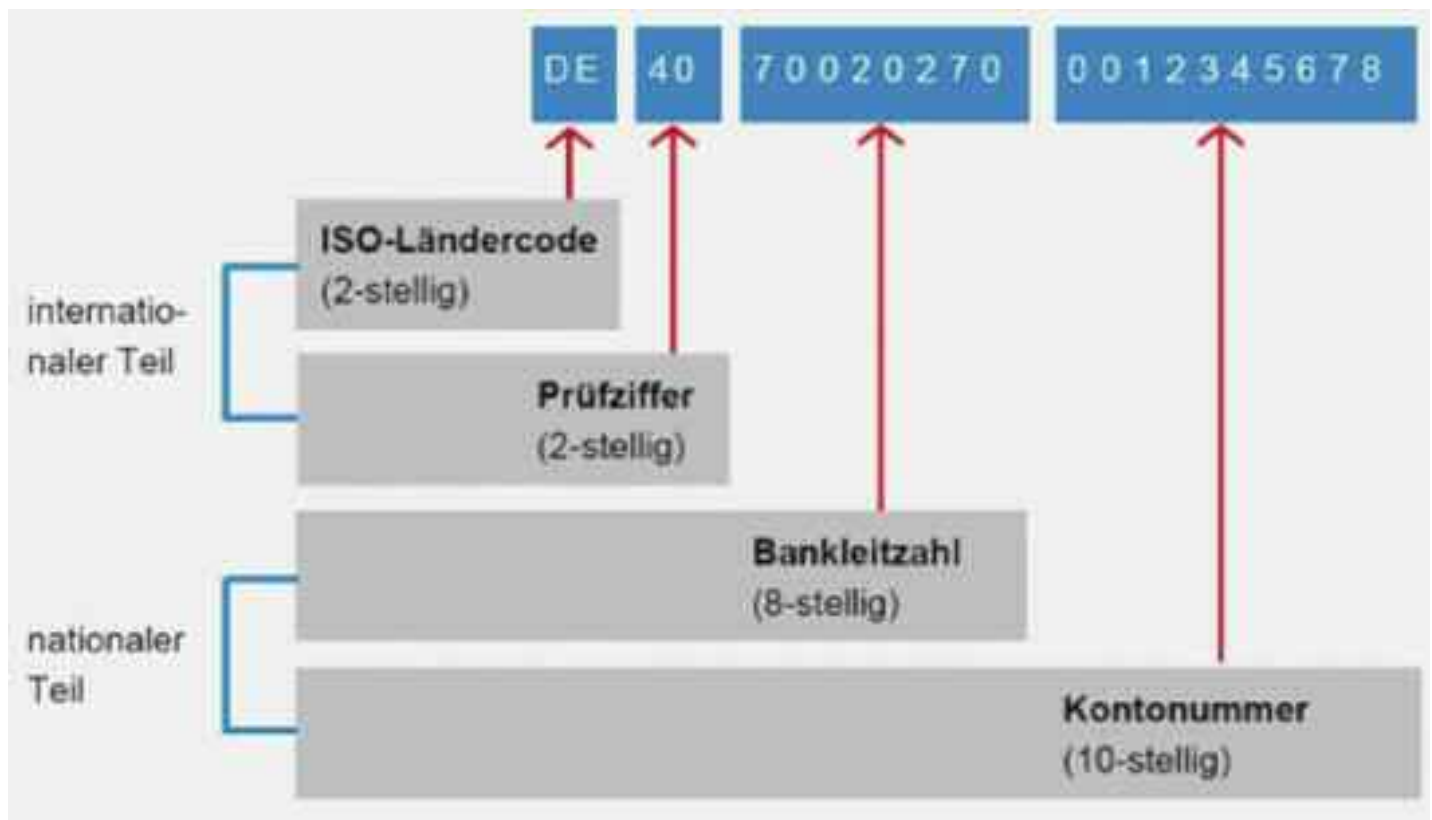 DE 40 70020270 0012345678
ISO-Ländercode
(2-stellig)
internatio-
naler Teil
Prüfziffer
(2-stellig)
Bankleitzahl
(8-stellig)
nationaler
Teil
Kontonummer
(10-stellig)